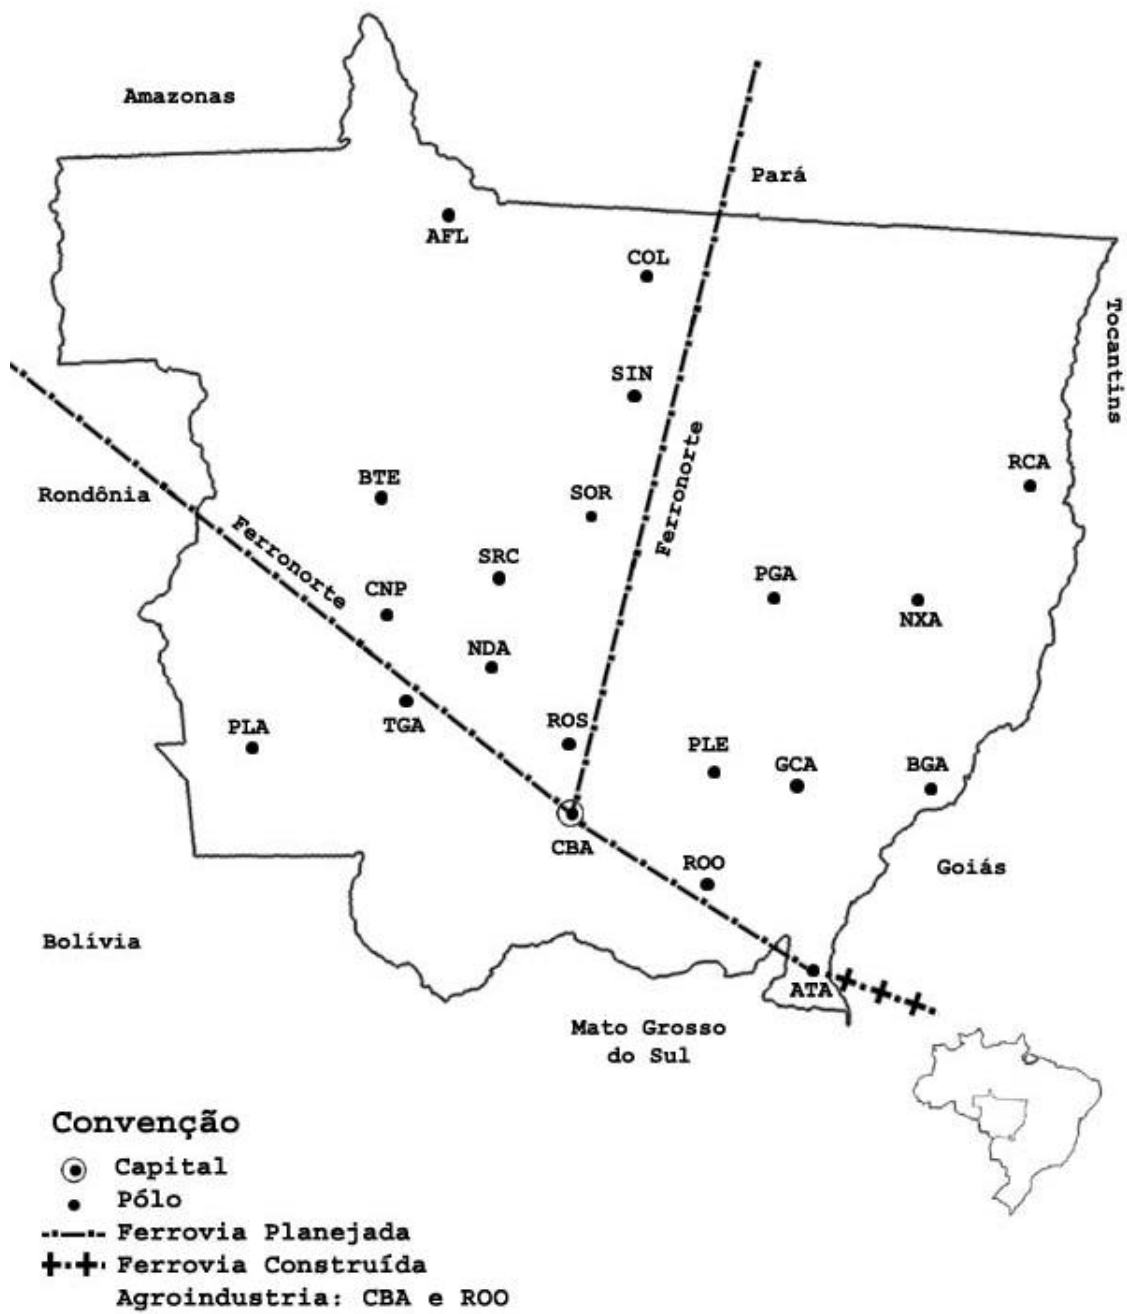 Amazonas
Pará
AFL
COL
Tocantins
SIN
Ferronorte
RCA
BTE
Rondônia
SOR
Ferronorte
SRC
PGA
CNP
NXA
NDA
ROS
TGA
PLA
PLE
GCA
BGA
CBA
ROO
Goiás
Bolívia
ATA
Mato Grosso
do Sul
Convenção
Capital
Pólo
Ferrovia Planejada
Ferrovia Construída
Agroindustria: CBA e ROO